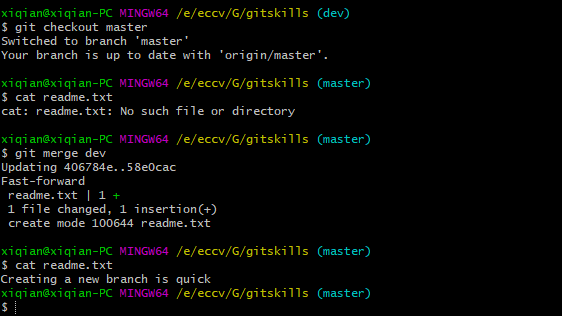 xiqian@xiqian-PC MINGW64 /e/eccv/G/gitskills (dev)
$ git checkout master
Switched to branch 'master'
Your branch is up to date with 'origin/master'.
xiqian@xiqian-PC MINGW64 /e/eccv/G/gitskills (master)
$ cat readme.txt
cat: readme.txt: No such file or directory
xiqian@xiqian-PC MINGW64 /e/eccv/G/gitskills (master)
$ git merge dev
Updating 406784e..58e0cac
Fast-forward
readme.txt | 1 +
1 file changed, 1 insertion(+)
create mode 100644 readme.txt
xiqian@xiqian-PC MINGW64 /e/eccv/G/gitskills (master)
$ cat readme.txt
Creating a new branch is quick
xiqian@xiqian-PC MINGW64 /e/eccv/G/gitskills (master)
$